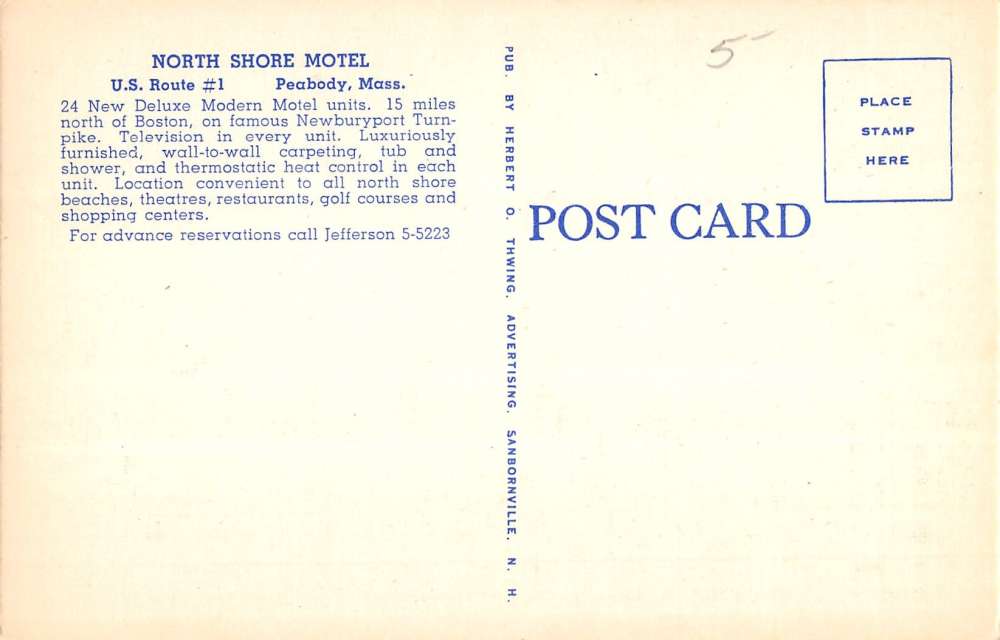 NORTH SHORE MOTEL
U.S. Route #1 Peabody, Mass.
24 New Deluxe Modern Motel units. 15 miles
north of Boston, on famous Newburyport Turn-
pike. Television in every unit. Luxuriously
furnished, wall-to-wall carpeting, tub and
shower, and thermostatic heat control in each
unit. Location convenient to all north shore
beaches, theatres, restaurants, golf courses and
shopping centers.
For advance reservations call Jefferson 5-5223
PUB. BY HERBERT O. THWING, ADVERTISING, SANBORNVILLE, N. H.
5-
POST CARD
PLACE
STAMP
HERE